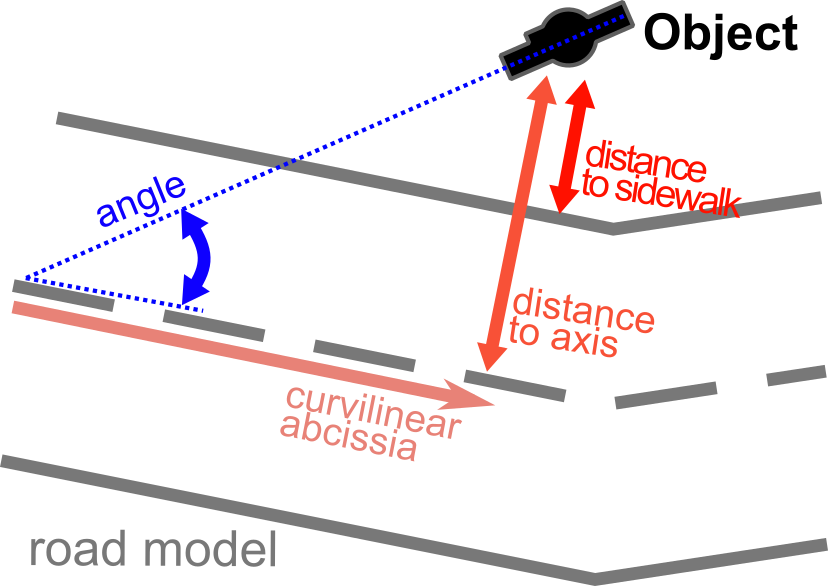 Object
distance
to sidewalk
angle
distance
to axis
curvilinear
abcissia
road model